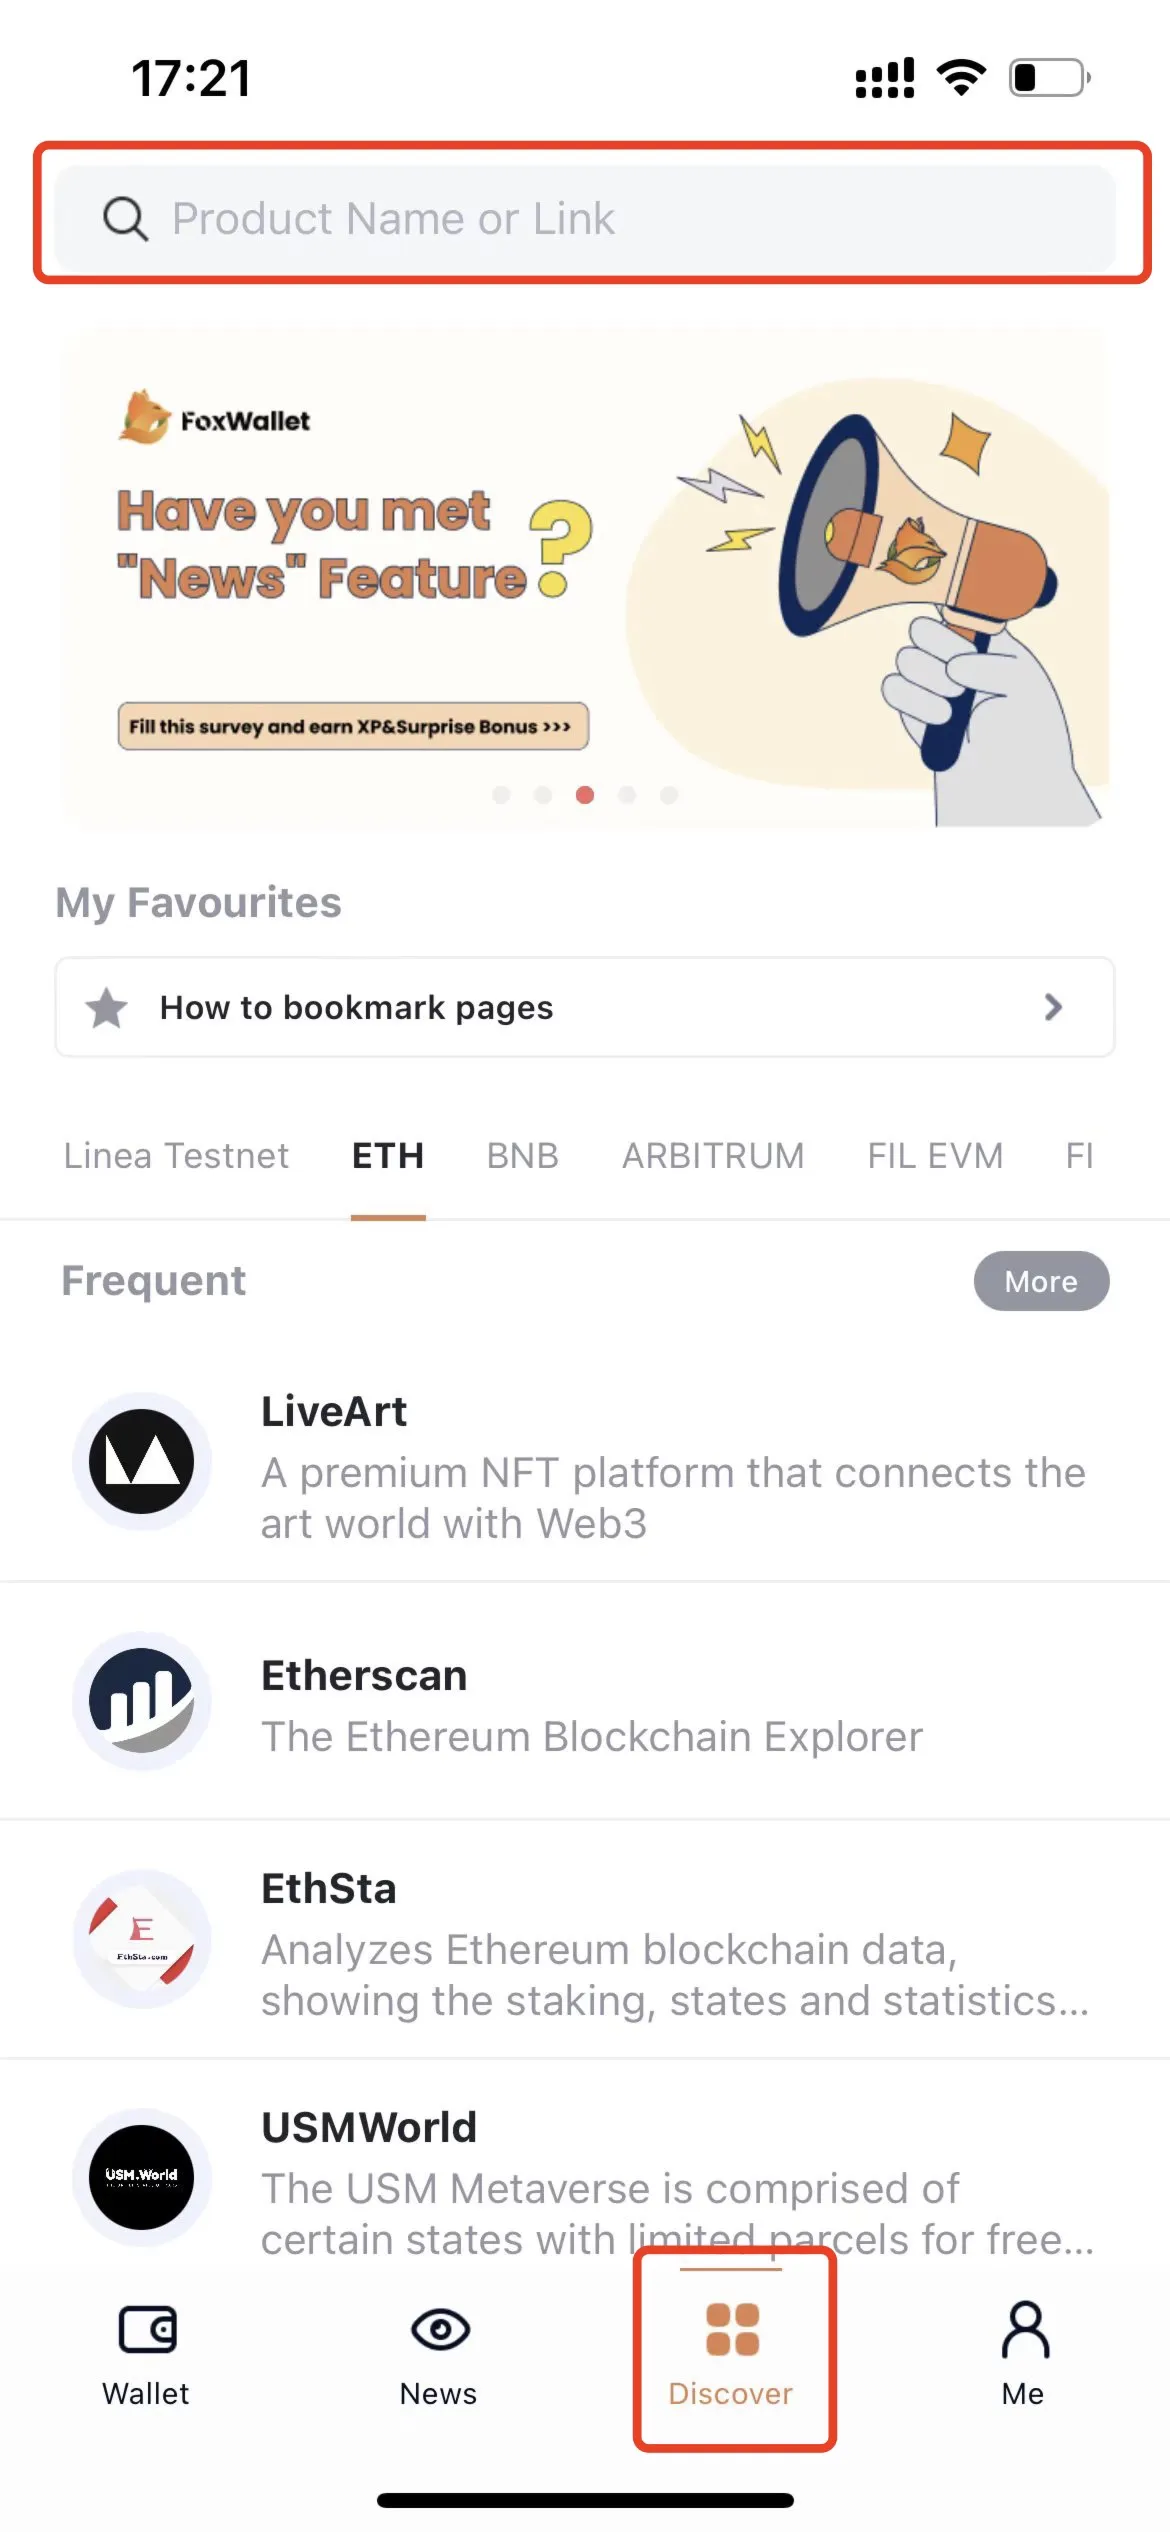 17:21
Product Name or Link
FoxWallet
Have you met
"News" Feature?
Fill this survey and earn XP&Surprise Bonus >>>
My Favourites
How to bookmark pages
Linea Testnet ETH BNB ARBITRUM FIL EVM FI
Frequent
More
LiveArt
A premium NFT platform that connects the
art world with Web3
Etherscan
The Ethereum Blockchain Explorer
E
EthSta.com
EthSta
Analyzes Ethereum blockchain data,
showing the staking, states and statistics...
USM.World
USMWorld
The USM Metaverse is comprised of
certain states with limited parcels for free...
Wallet News Discover Me